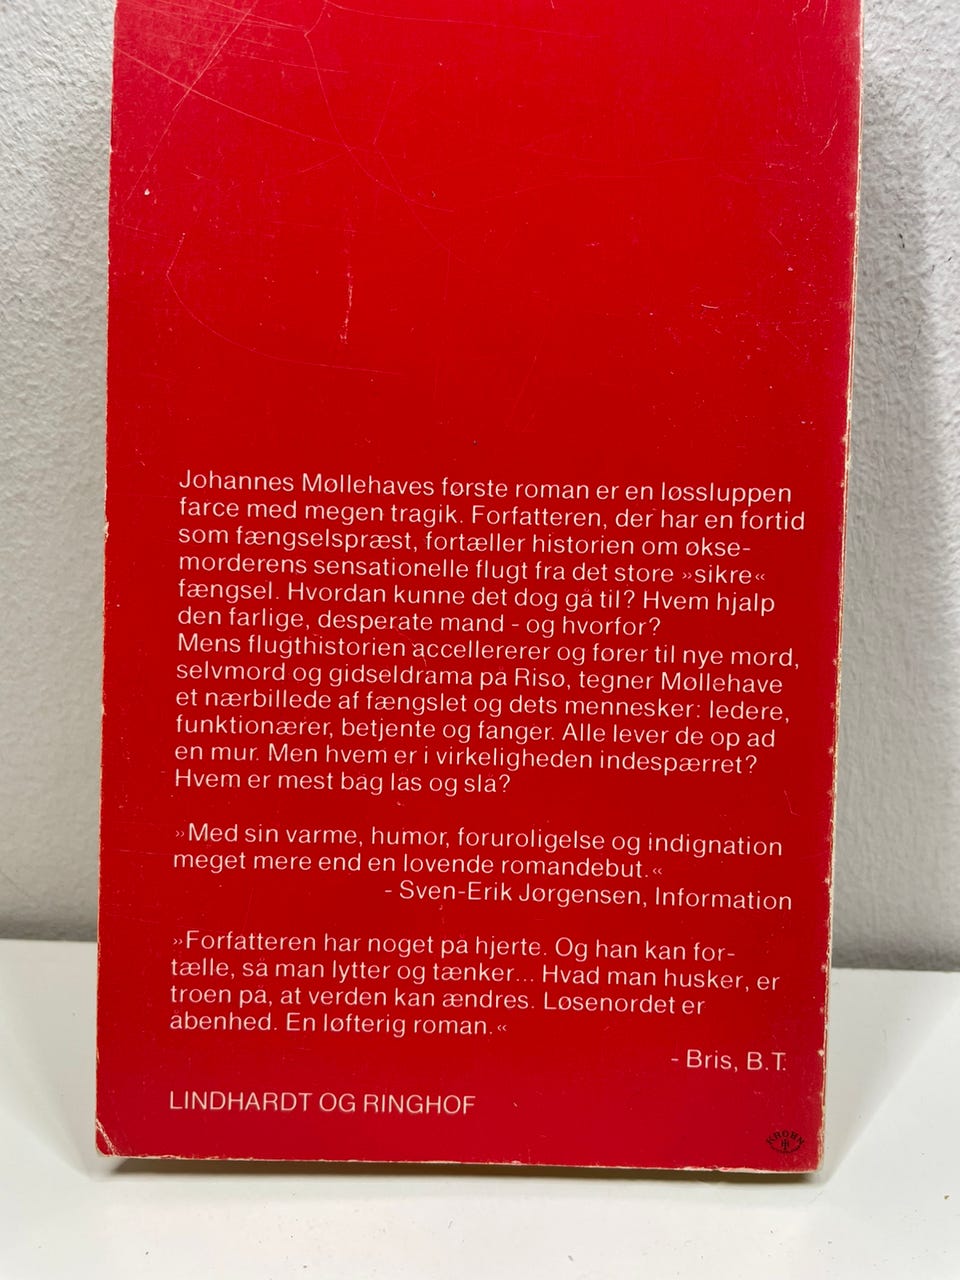 Johannes Møllehaves første roman er en løssluppen
farce med megen tragik. Forfatteren, der har en fortid
som fængselspræst, fortæller historien om økse-
morderens sensationelle flugt fra det store »sikre«
fængsel. Hvordan kunne det dog gå til? Hvem hjalp
den farlige, desperate mand - og hvorfor?
Mens flugthistorien accellererer og fører til nye mord,
selvmord og gidseldrama på Risø, tegner Møllehave
et nærbillede af fængslet og dets mennesker: ledere,
funktionærer, betjente og fanger. Alle lever de op ad
en mur. Men hvem er i virkeligheden indespærret?
Hvem er mest bag lås og slå?
»Med sin varme, humor, foruroligelse og indignation
meget mere end en lovende romandebut.«
- Sven-Erik Jørgensen, Information
»Forfatteren har noget på hjerte. Og han kan for-
tælle, så man lytter og tænker... Hvad man husker, er
troen på, at verden kan ændres. Løsenordet er
åbenhed. En løfterig roman.«
- Bris, B.T.
LINDHARDT OG RINGHOF
KROHN